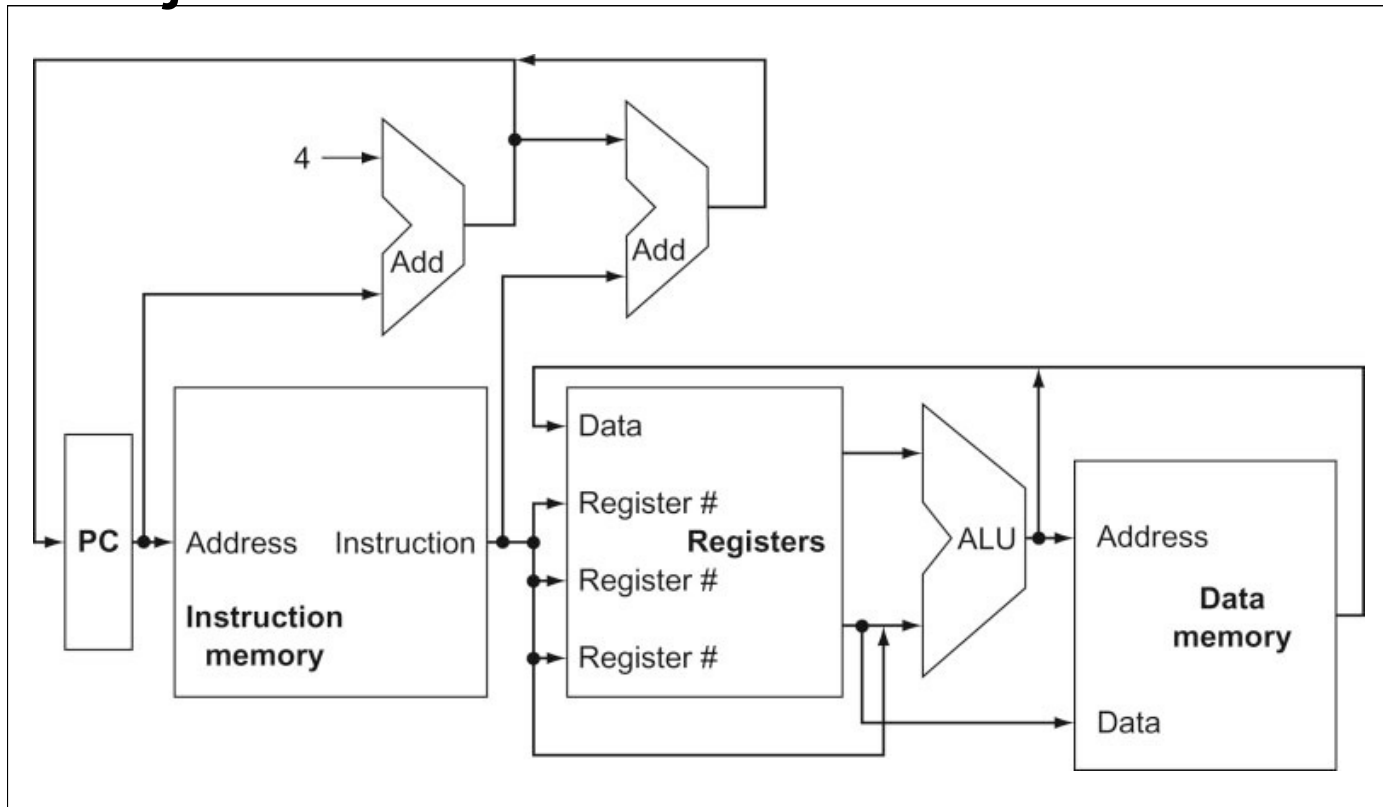 4
Add
Add
Data
Register #
PC
Address
Instruction
Registers
ALU
Address
Register #
Instruction
memory
Data
memory
Register #
Data